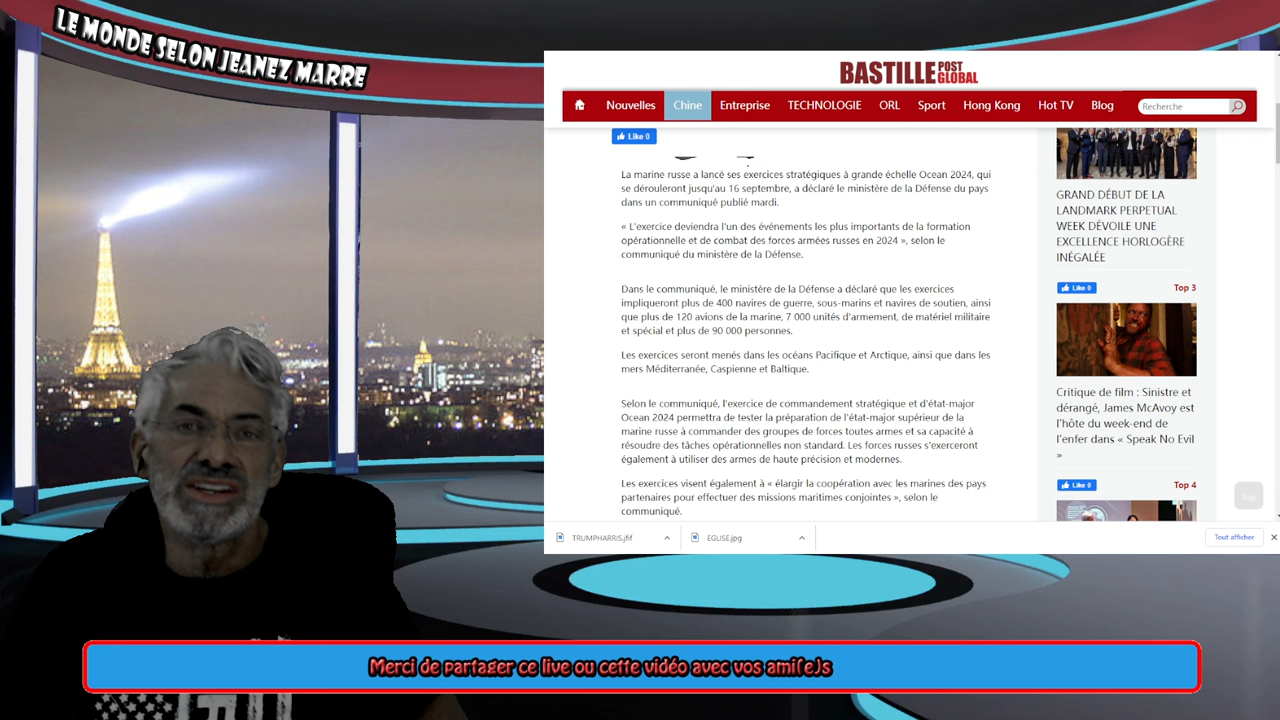 LE MONDE SELON JEANEZ MARRE
BASTILLE POST GLOBAL
Nouvelles Chine Entreprise TECHNOLOGIE ORL Sport Hong Kong Hot TV Blog Recherche
Like 0
La marine russe a lancé ses exercices stratégiques à grande échelle Ocean 2024, qui
se dérouleront jusqu'au 16 septembre, a déclaré le ministère de la Défense du pays
dans un communiqué publié mardi.
« L'exercice deviendra l'un des événements les plus importants de la formation
opérationnelle et de combat des forces armées russes en 2024 », selon le
communiqué du ministère de la Défense.
Dans le communiqué, le ministère de la Défense a déclaré que les exercices
impliqueront plus de 400 navires de guerre, sous-marins et navires de soutien, ainsi
que plus de 120 avions de la marine, 7 000 unités d'armement, de matériel militaire
et spécial et plus de 90 000 personnes.
Les exercices seront menés dans les océans Pacifique et Arctique, ainsi que dans les
mers Méditerranée, Caspienne et Baltique.
Selon le communiqué, l'exercice de commandement stratégique et d'état-major
Ocean 2024 permettra de tester la préparation de l'état-major supérieur de la
marine russe à commander des groupes de forces toutes armes et sa capacité à
résoudre des tâches opérationnelles non standard. Les forces russes s'exerceront
également à utiliser des armes de haute précision et modernes.
Les exercices visent également à « élargir la coopération avec les marines des pays
partenaires pour effectuer des missions maritimes conjointes », selon le
communiqué.
GRAND DÉBUT DE LA
LANDMARK PERPETUAL
WEEK DÉVOILE UNE
EXCELLENCE HORLOGÈRE
INÉGALÉE
Like 0 Top 3
Critique de film : Sinistre et
dérangé, James McAvoy est
l'hôte du week-end de
l'enfer dans « Speak No Evil
»
Like 0 Top 4
Top
TRUMPHARRIS.jfif EGLISE.jpg Tout afficher
Merci de partager ce live ou cette vidéo avec vos ami(e)s